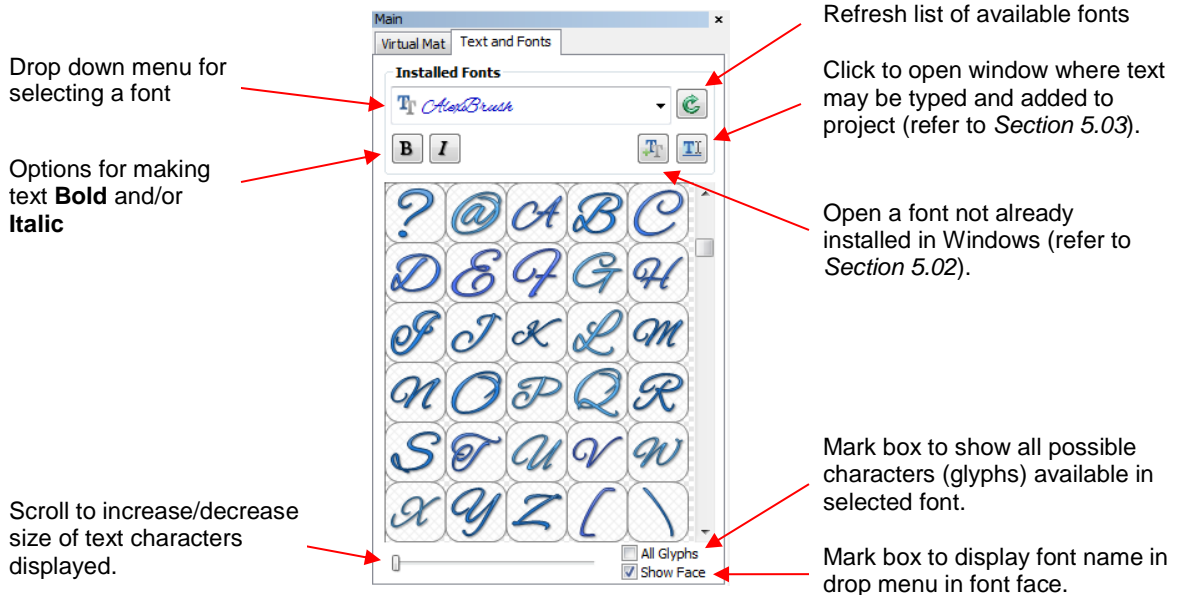 Main x
Virtual Mat Text and Fonts
Installed Fonts
AlexBrush
B I
? @ A B C
D E F G H
I J K L M
N O P Q R
S T U V W
X Y Z [ \
All Glyphs
Show Face
Drop down menu for
selecting a font
Options for making
text Bold and/or
Italic
Scroll to increase/decrease
size of text characters
displayed.
Refresh list of available fonts
Click to open window where text
may be typed and added to
project (refer to Section 5.03).
Open a font not already
installed in Windows (refer to
Section 5.02).
Mark box to show all possible
characters (glyphs) available in
selected font.
Mark box to display font name in
drop menu in font face.